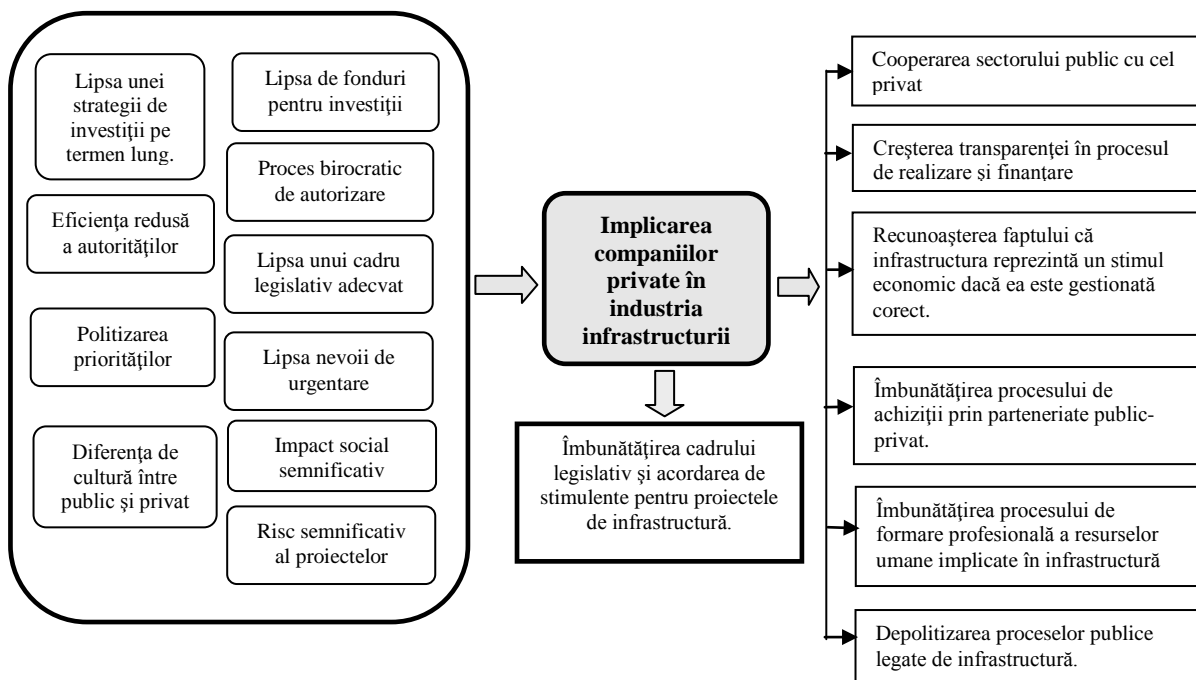 Lipsa unei
strategii de
investiţii pe
termen lung.
Eficienţa redusă
a autorităţilor
Politizarea
priorităţilor
Diferenţa de
cultură între
public şi privat
Lipsa de fonduri
pentru investiţii
Proces birocratic
de autorizare
Lipsa unui cadru
legislativ adecvat
Lipsa nevoii de
urgentare
Impact social
semnificativ
Risc semnificativ
al proiectelor
Implicarea
companiilor
private în
industria
infrastructurii
Îmbunătăţirea cadrului
legislativ şi acordarea de
stimulente pentru proiectele
de infrastructură.
Cooperarea sectorului public cu cel
privat
Creşterea transparenţei în procesul
de realizare şi finanţare
Recunoaşterea faptului că
infrastructura reprezintă un stimul
economic dacă ea este gestionată
corect.
Îmbunătăţirea procesului de
achiziţii prin parteneriate public-
privat.
Îmbunătăţirea procesului de
formare profesională a resurselor
umane implicate în infrastructură
Depolitizarea proceselor publice
legate de infrastructură.